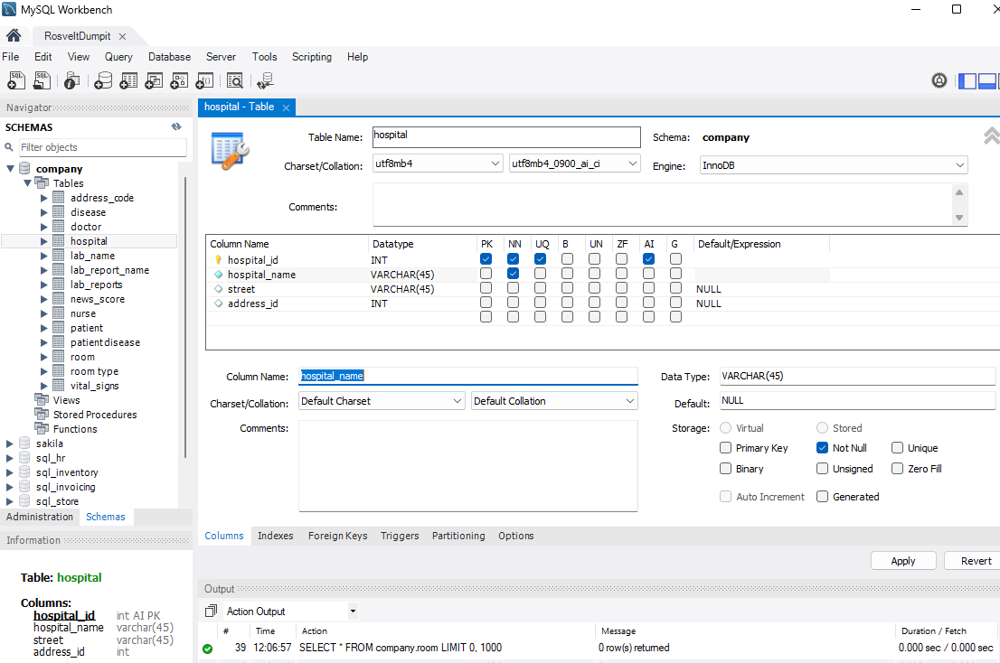 MySQL Workbench
RosveltDumpit
File Edit View Query Database Server Tools Scripting Help
Navigator
SCHEMAS
Filter objects
company
Tables
address_code
disease
doctor
hospital
lab_name
lab_report_name
lab_reports
news_score
nurse
patient
patient disease
room
room type
vital_signs
Views
Stored Procedures
Functions
sakila
sql_hr
sql_inventory
sql_invoicing
sql_store
Administration Schemas
Information
Table: hospital
Columns:
hospital_id int AI PK
hospital_name varchar(45)
street varchar(45)
address_id int
hospital - Table
Table Name: hospital Schema: company
Charset/Collation: utf8mb4 utf8mb4_0900_ai_ci Engine: InnoDB
Comments:
Column Name Datatype PK NN UQ B UN ZF AI G Default/Expression
hospital_id INT
hospital_name VARCHAR(45)
street VARCHAR(45) NULL
address_id INT NULL
Column Name: hospital_name Data Type: VARCHAR(45)
Charset/Collation: Default Charset Default Collation Default: NULL
Comments: Storage: Virtual Stored
Primary Key Not Null Unique
Binary Unsigned Zero Fill
Auto Increment Generated
Columns Indexes Foreign Keys Triggers Partitioning Options
Apply Revert
Output
Action Output
# Time Action Message Duration / Fetch
39 12:06:57 SELECT * FROM company.room LIMIT 0, 1000 0 row(s) returned 0.000 sec / 0.000 sec